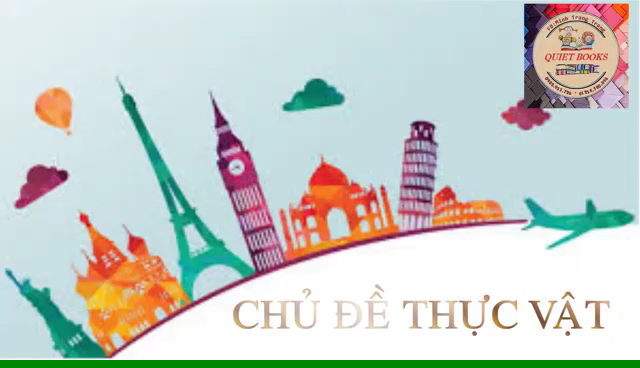 QUIET BOOKS
CHỦ ĐỀ THỰC VẬT